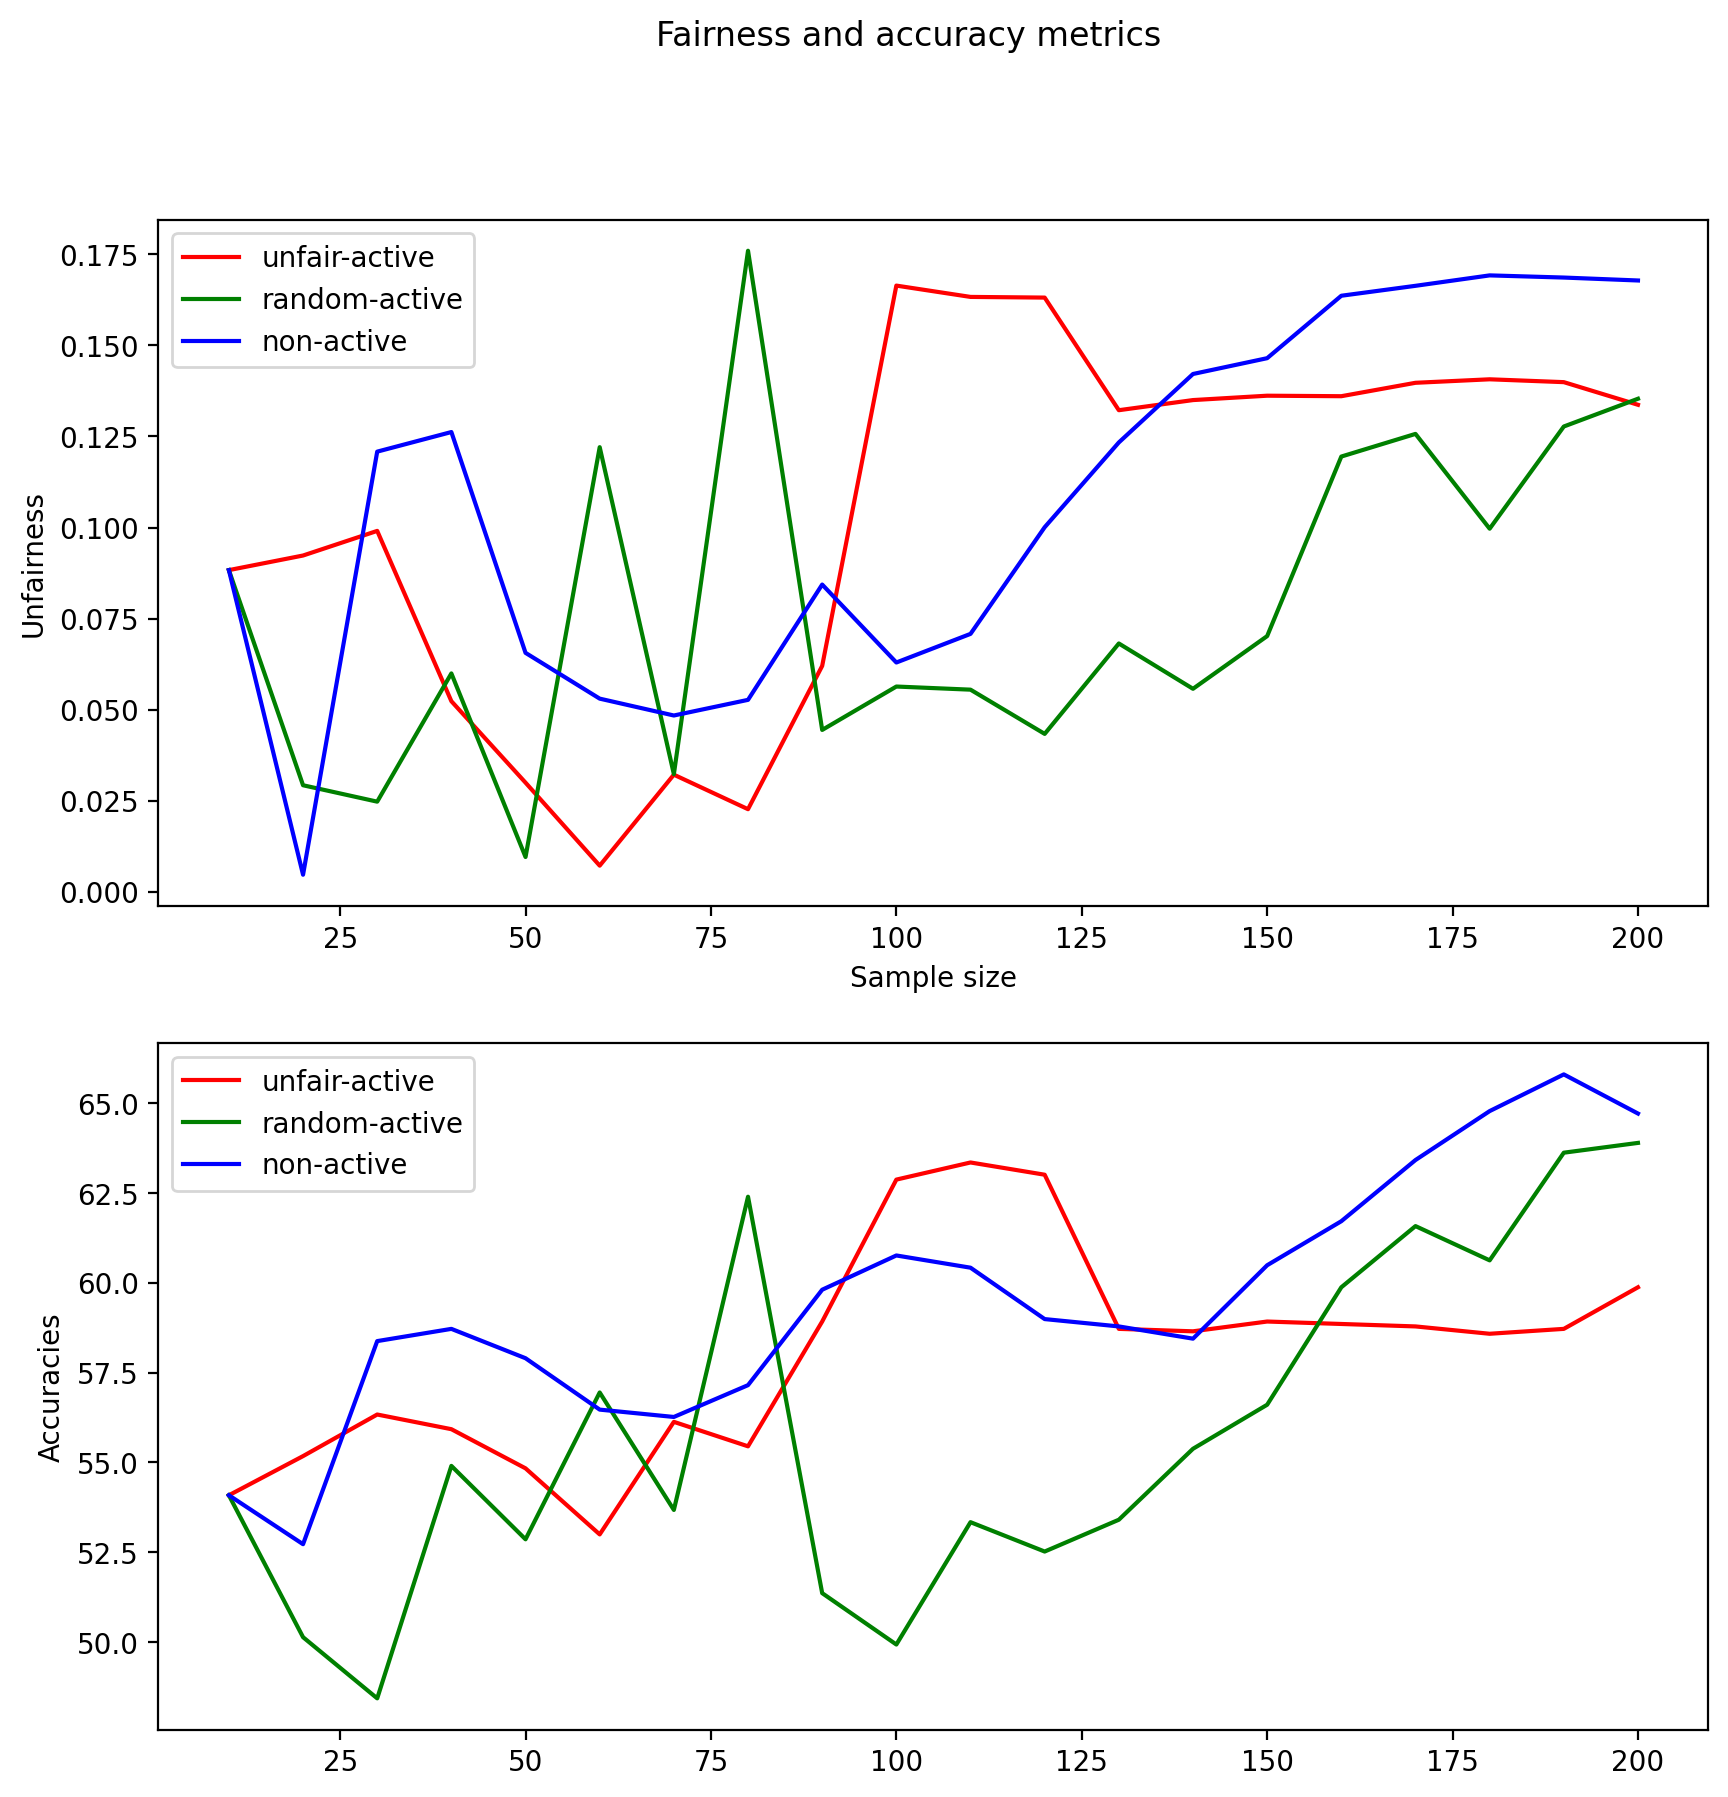 Fairness and accuracy metrics
unfair-active
random-active
non-active
0.175
0.150
0.125
0.100
0.075
0.050
0.025
0.000
Unfairness
25 50 75 100 125 150 175 200
Sample size
unfair-active
random-active
non-active
65.0
62.5
60.0
57.5
55.0
52.5
50.0
Accuracies
25 50 75 100 125 150 175 200